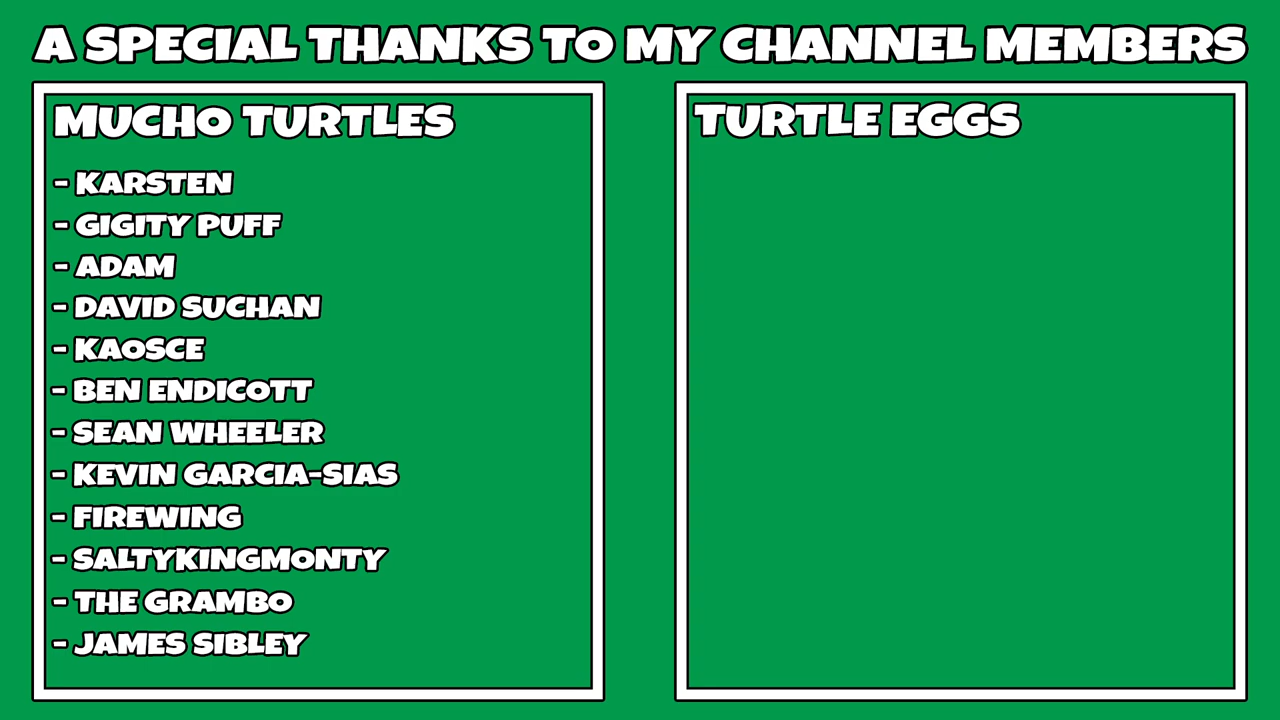 A SPECIAL THANKS TO MY CHANNEL MEMBERS
MUCHO TURTLES
- KARSTEN
- GIGITY PUFF
- ADAM
- DAVID SUCHAN
- KAOSCE
- BEN ENDICOTT
- SEAN WHEELER
- KEVIN GARCIA-SIAS
- FIREWING
- SALTYKINGMONTY
- THE GRAMBO
- JAMES SIBLEY
TURTLE EGGS